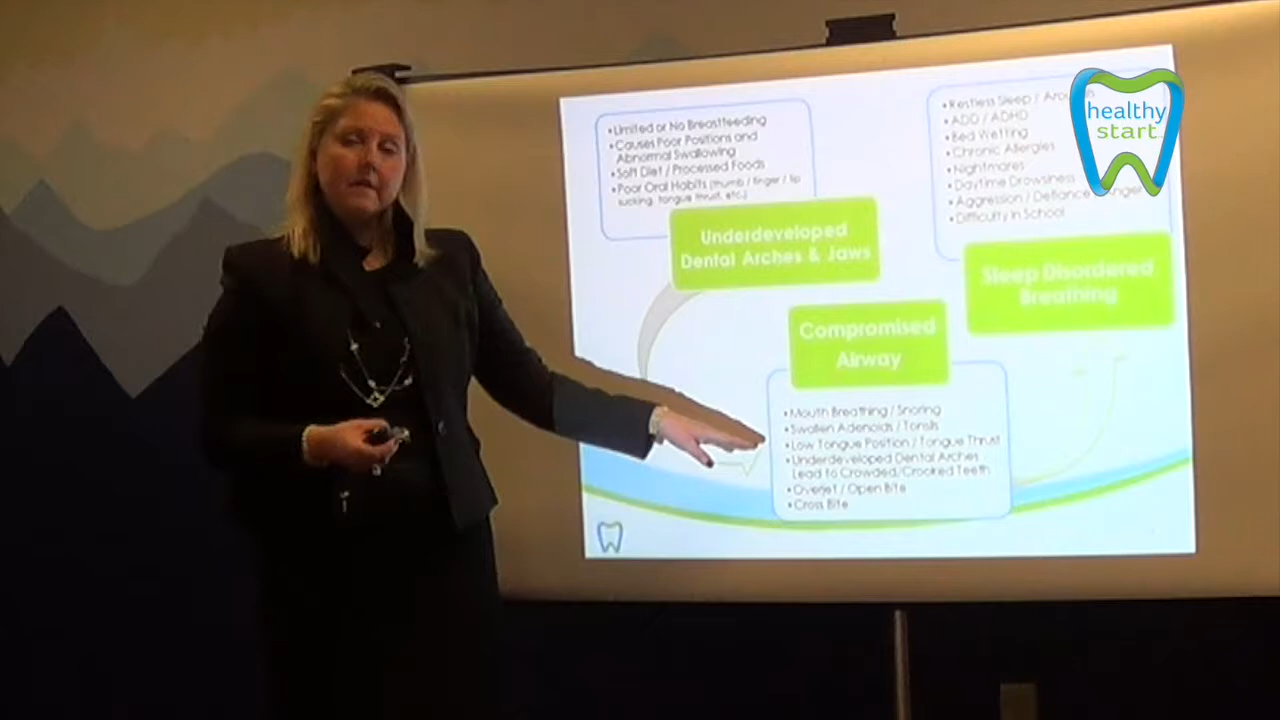 • Limited or No Breastfeeding
• Causes Poor Positions and
Abnormal Swallowing
• Soft Diet / Processed Foods
• Poor Oral Habits (thumb / finger / lip
sucking, tongue thrust, etc.)
Underdeveloped
Dental Arches & Jaws
• Restless Sleep /
• ADD / ADHD
• Bed Wetting
• Chronic Allergies
• Nightmares
• Daytime Drowsiness
• Aggression / Defiance / Anger
• Difficulty in School
Sleep Disordered
Breathing
healthy
start
Compromised
Airway
• Mouth Breathing / Snoring
• Swollen Adenoids / Tonsils
• Low Tongue Position / Tongue Thrust
• Underdeveloped Dental Arches
Lead to Crowded/Crooked Teeth
• Overjet / Open Bite
• Cross Bite